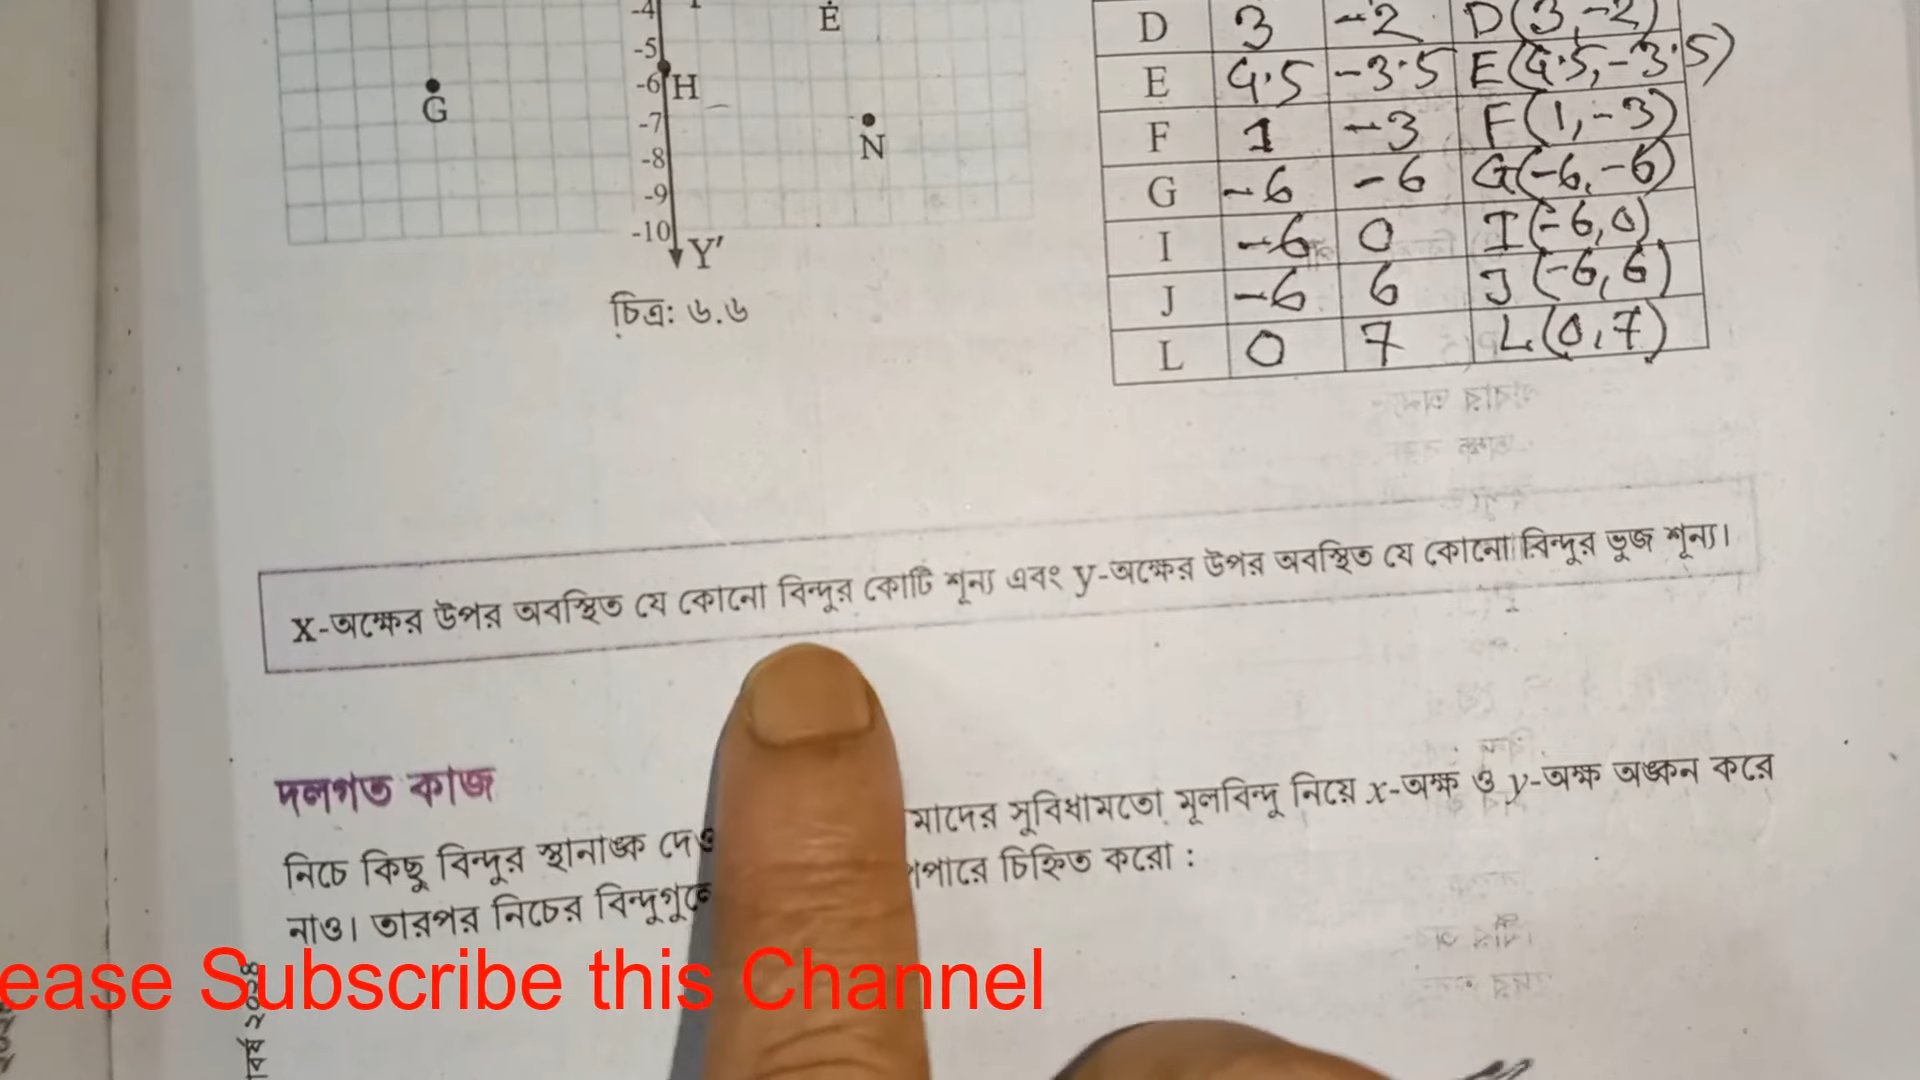 -4
E
-5
-6 H
G
-7
N
-8
-9
-10
Y'
চিত্র: ৬.৬
D 3 -2 D(3,-2)
E 4.5 -3.5 E(4.5,-3.5)
F 1 -3 F(1,-3)
G -6 -6 G(-6,-6)
I -6 0 I(-6,0)
J -6 6 J(-6,6)
L 0 7 L(0,7)
x-অক্ষের উপর অবস্থিত যে কোনো বিন্দুর কোটি শূন্য এবং y-অক্ষের উপর অবস্থিত যে কোনো বিন্দুর ভুজ শূন্য।
দলগত কাজ
নিচে কিছু বিন্দুর স্থানাঙ্ক মাদের সুবিধামতো মূলবিন্দু নিয়ে x-অক্ষ ও y-অক্ষ অঙ্কন করে
নাও। তারপর নিচের চিহ্নিত করো :
ease Subscribe this Channel